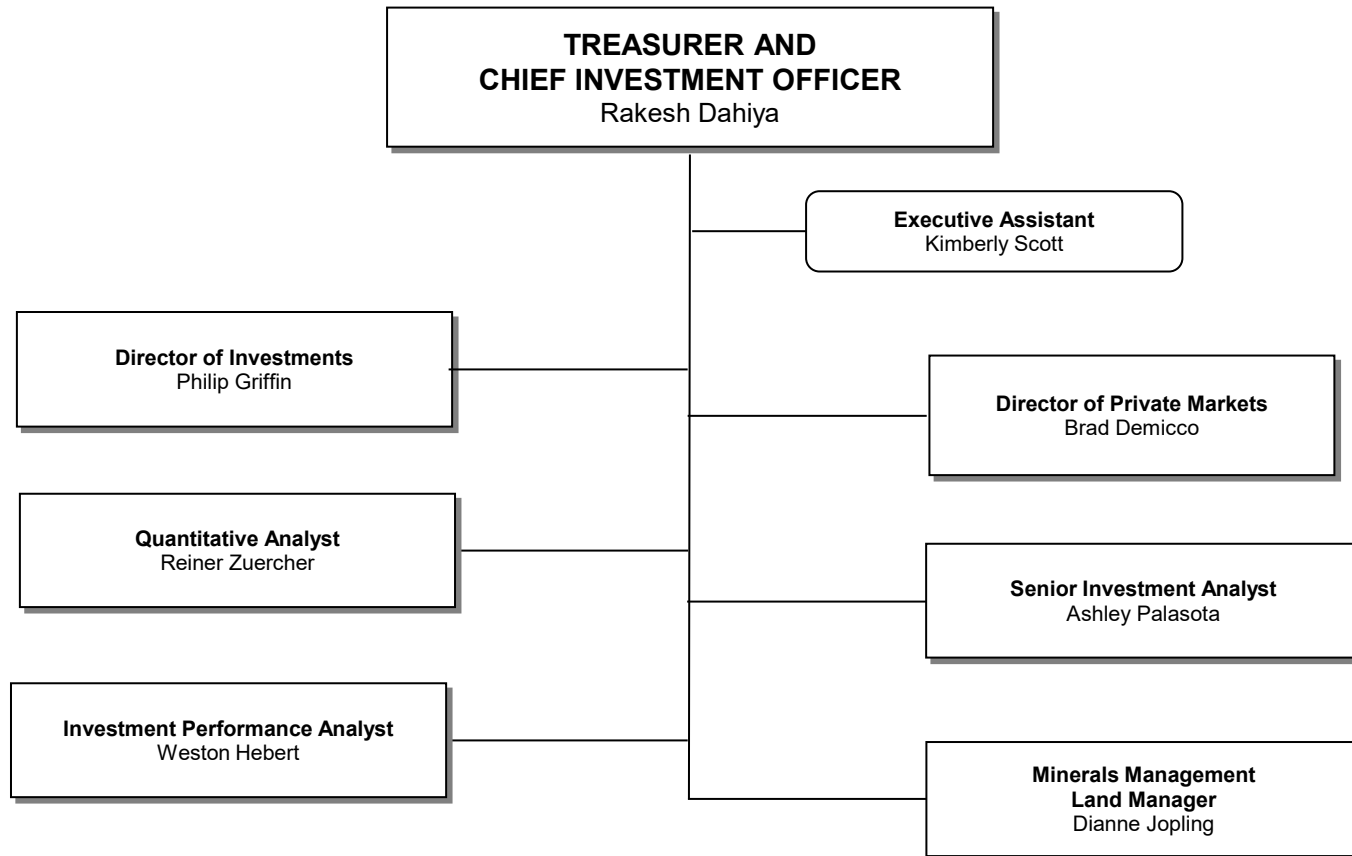 TREASURER AND
CHIEF INVESTMENT OFFICER
Rakesh Dahiya
Executive Assistant
Kimberly Scott
Director of Investments
Philip Griffin
Director of Private Markets
Brad Demicco
Quantitative Analyst
Reiner Zuercher
Senior Investment Analyst
Ashley Palasota
Investment Performance Analyst
Weston Hebert
Minerals Management
Land Manager
Dianne Jopling